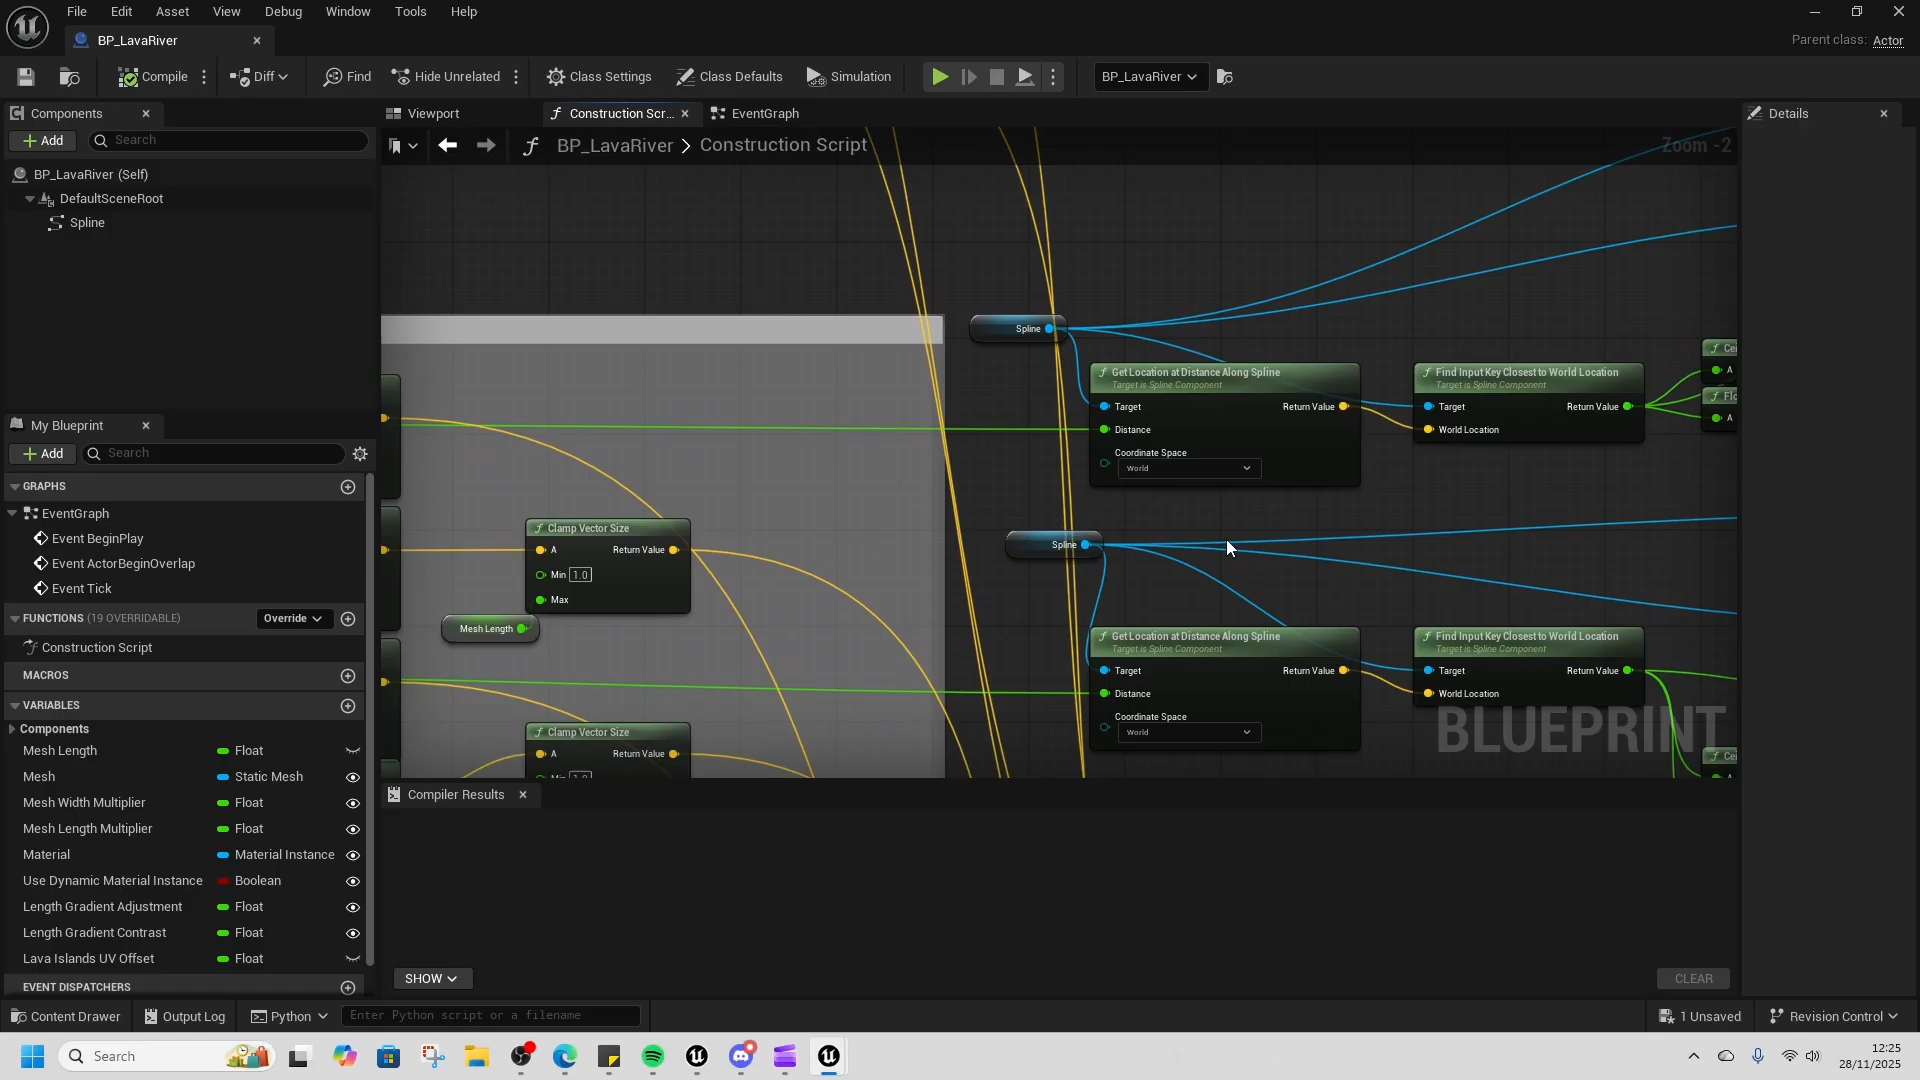 File Edit Asset View Debug Window Tools Help
BP_LavaRiver
Parent class: Actor
Compile Diff Find Hide Unrelated Class Settings Class Defaults Simulation BP_LavaRiver
Components
Viewport Construction Scr... EventGraph
Details
Add Search
BP_LavaRiver > Construction Script
Zoom -2
BP_LavaRiver (Self)
DefaultSceneRoot
Spline
My Blueprint
Add Search
GRAPHS
EventGraph
Event BeginPlay
Event ActorBeginOverlap
Event Tick
FUNCTIONS (19 OVERRIDABLE) Override
Construction Script
MACROS
VARIABLES
Components
Mesh Length Float
Mesh Static Mesh
Mesh Width Multiplier Float
Mesh Length Multiplier Float
Material Material Instance
Use Dynamic Material Instance Boolean
Length Gradient Adjustment Float
Length Gradient Contrast Float
Lava Islands UV Offset Float
EVENT DISPATCHERS
Spline
Get Location at Distance Along Spline
Target is Spline Component
Target Return Value
Distance
Coordinate Space
World
Find Input Key Closest to World Location
Target is Spline Component
Target Return Value
World Location
A
A
Clamp Vector Size
A Return Value
Min 1.0
Max
Mesh Length
Spline
Get Location at Distance Along Spline
Target is Spline Component
Target Return Value
Distance
Coordinate Space
World
Find Input Key Closest to World Location
Target is Spline Component
Target Return Value
World Location
Clamp Vector Size
A Return Value
BLUEPRINT
Compiler Results
SHOW
CLEAR
Content Drawer Output Log Python Enter Python script or a filename
1 Unsaved Revision Control
Search
12:25
28/11/2025